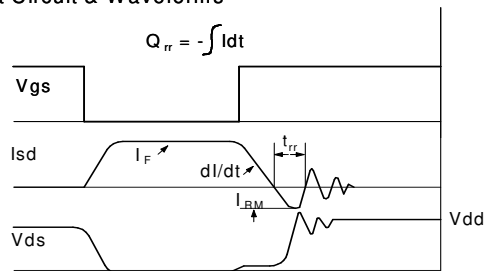 t Circuit & Waveforms
Q rr = - ∫ Idt
Vgs
Isd
I F
dI/dt
t rr
I RM
Vdd
Vds